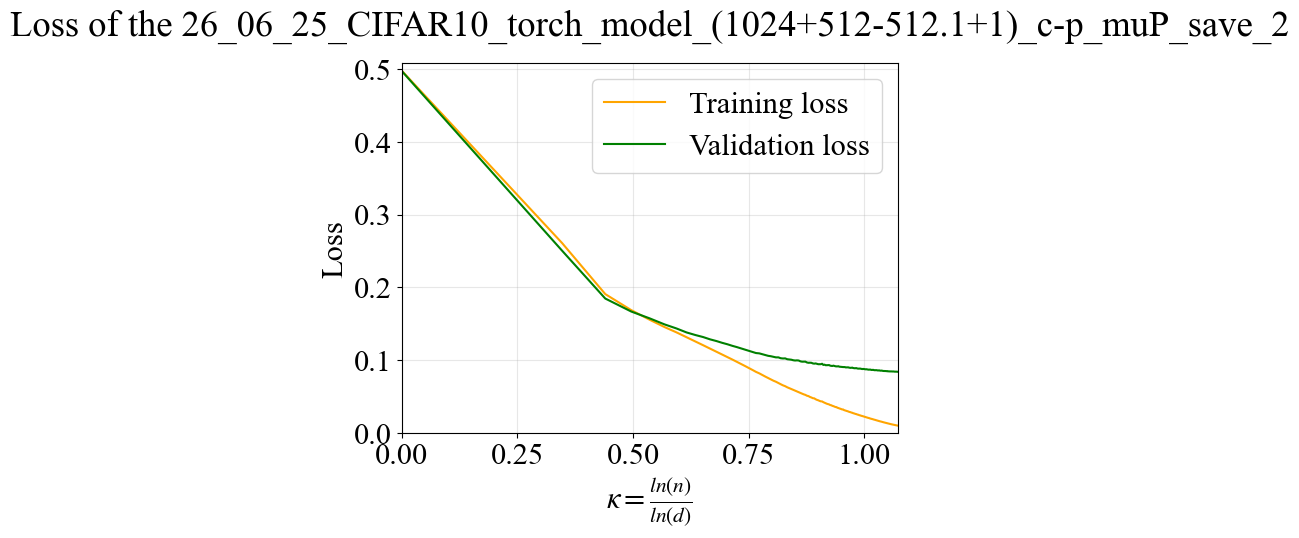 Loss of the 26_06_25_CIFAR10_torch_model_(1024+512-512.1+1)_c-p_muP_save_2
0.5
0.4
0.3
0.2
0.1
0.0
Loss
Training loss
Validation loss
0.00 0.25 0.50 0.75 1.00
κ = ln(n)/ln(d)